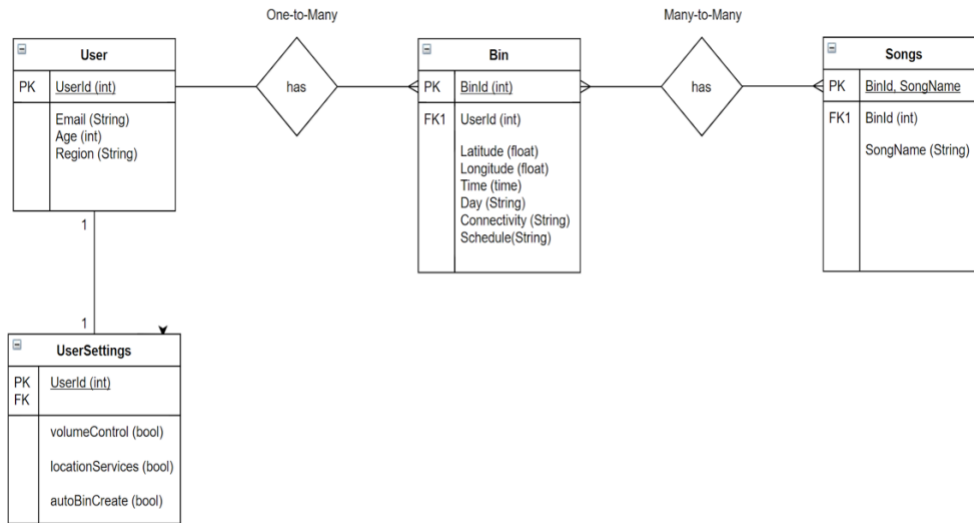 One-to-Many
Many-to-Many
User
PK UserId (int)
Email (String)
Age (int)
Region (String)
has
Bin
PK BinId (int)
FK1 UserId (int)
Latitude (float)
Longitude (float)
Time (time)
Day (String)
Connectivity (String)
Schedule(String)
has
Songs
PK BinId, SongName
FK1 BinId (int)
SongName (String)
1
1
UserSettings
PK UserId (int)
FK
volumeControl (bool)
locationServices (bool)
autoBinCreate (bool)